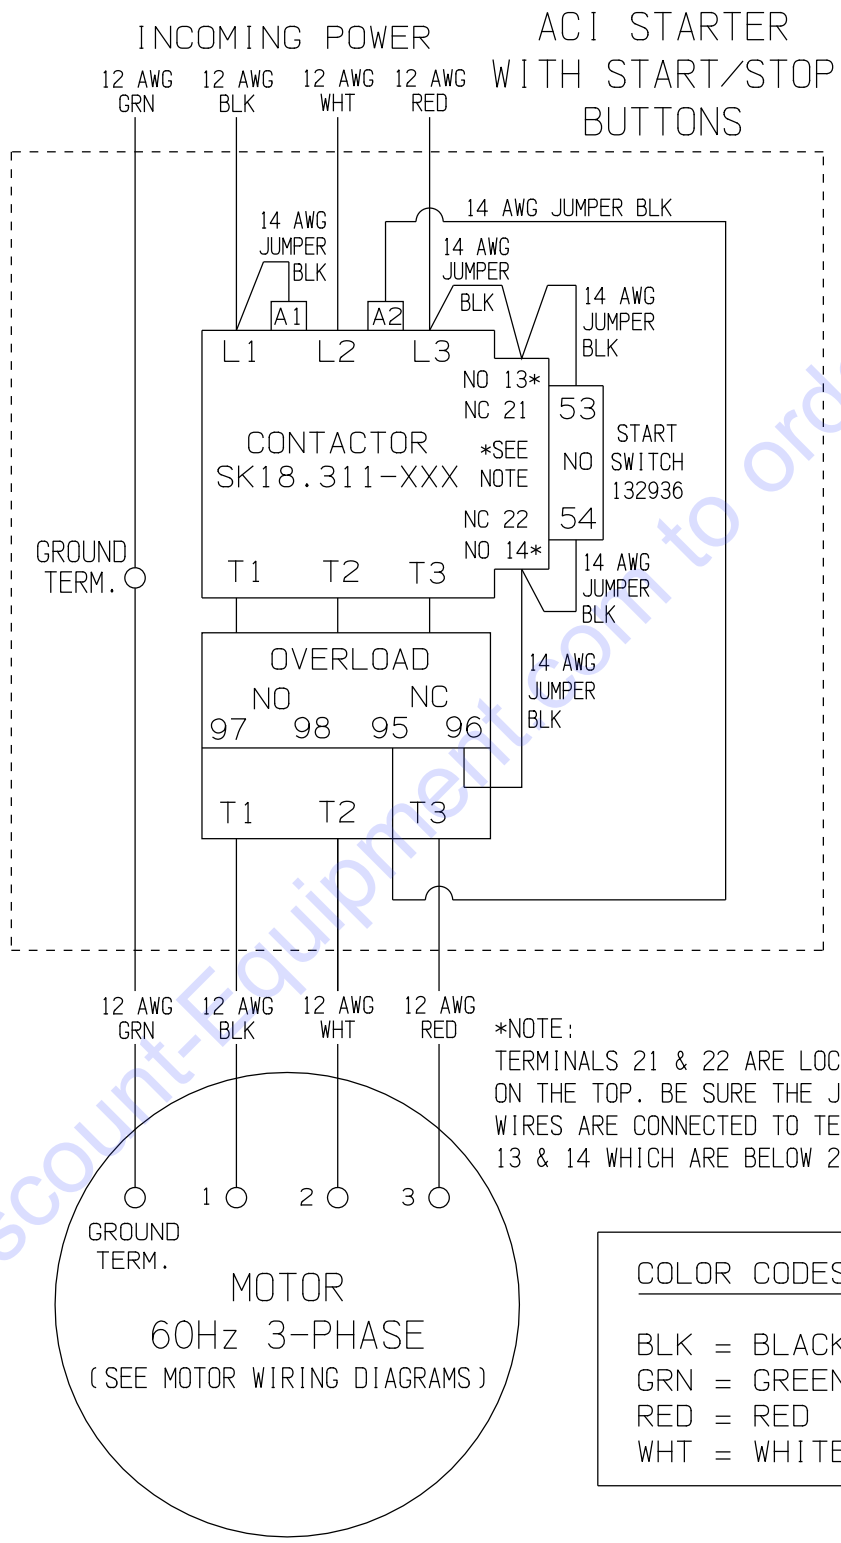 INCOMING POWER
ACI STARTER
WITH START/STOP
BUTTONS
12 AWG
GRN
12 AWG
BLK
12 AWG
WHT
12 AWG
RED
14 AWG JUMPER BLK
14 AWG
JUMPER
BLK
14 AWG
JUMPER
BLK
14 AWG
JUMPER
BLK
A1
A2
L1
L2
L3
NO 13*
NC 21
*SEE
NOTE
NC 22
NO 14*
53
NO
54
START
SWITCH
132936
CONTACTOR
SK18.311-XXX
T1
T2
T3
GROUND
TERM.
14 AWG
JUMPER
BLK
14 AWG
JUMPER
BLK
OVERLOAD
NO
NC
97
98
95
96
T1
T2
T3
12 AWG
GRN
12 AWG
BLK
12 AWG
WHT
12 AWG
RED
*NOTE:
TERMINALS 21 & 22 ARE LOC
ON THE TOP. BE SURE THE J
WIRES ARE CONNECTED TO TE
13 & 14 WHICH ARE BELOW 2
1
2
3
GROUND
TERM.
MOTOR
60Hz 3-PHASE
(SEE MOTOR WIRING DIAGRAMS)
COLOR CODES
BLK = BLACK
GRN = GREEN
RED = RED
WHT = WHITE
scount-Equipment.com to orde